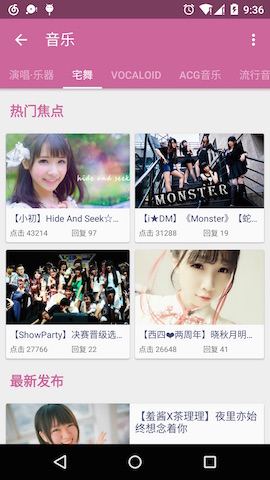 9:36
音乐
演唱·乐器 宅舞 VOCALOID ACG音乐 流行音
热门焦点
hide and seek
MONSTER
【小初】Hide And Seek☆…
【i★DM】《Monster》【蛇…
点击 43214 回复 97
点击 31288 回复 19
【ShowParty】决赛晋级选…
【西四❤两周年】晓秋月明…
点击 27766 回复 22
点击 26648 回复 41
最新发布
【羞酱X茶理理】夜里亦始
终想念着你